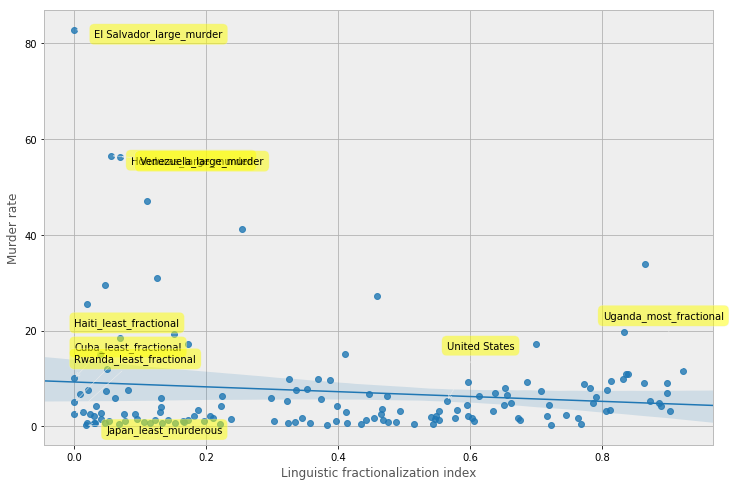 El Salvador_large_murder
Venezuela_large_murder
Haiti_least_fractional
Cuba_least_fractional
Rwanda_least_fractional
Japan_least_murderous
United States
Uganda_most_fractional
Murder rate
80
60
40
20
0
0.0
0.2
0.4
0.6
0.8
Linguistic fractionalization index